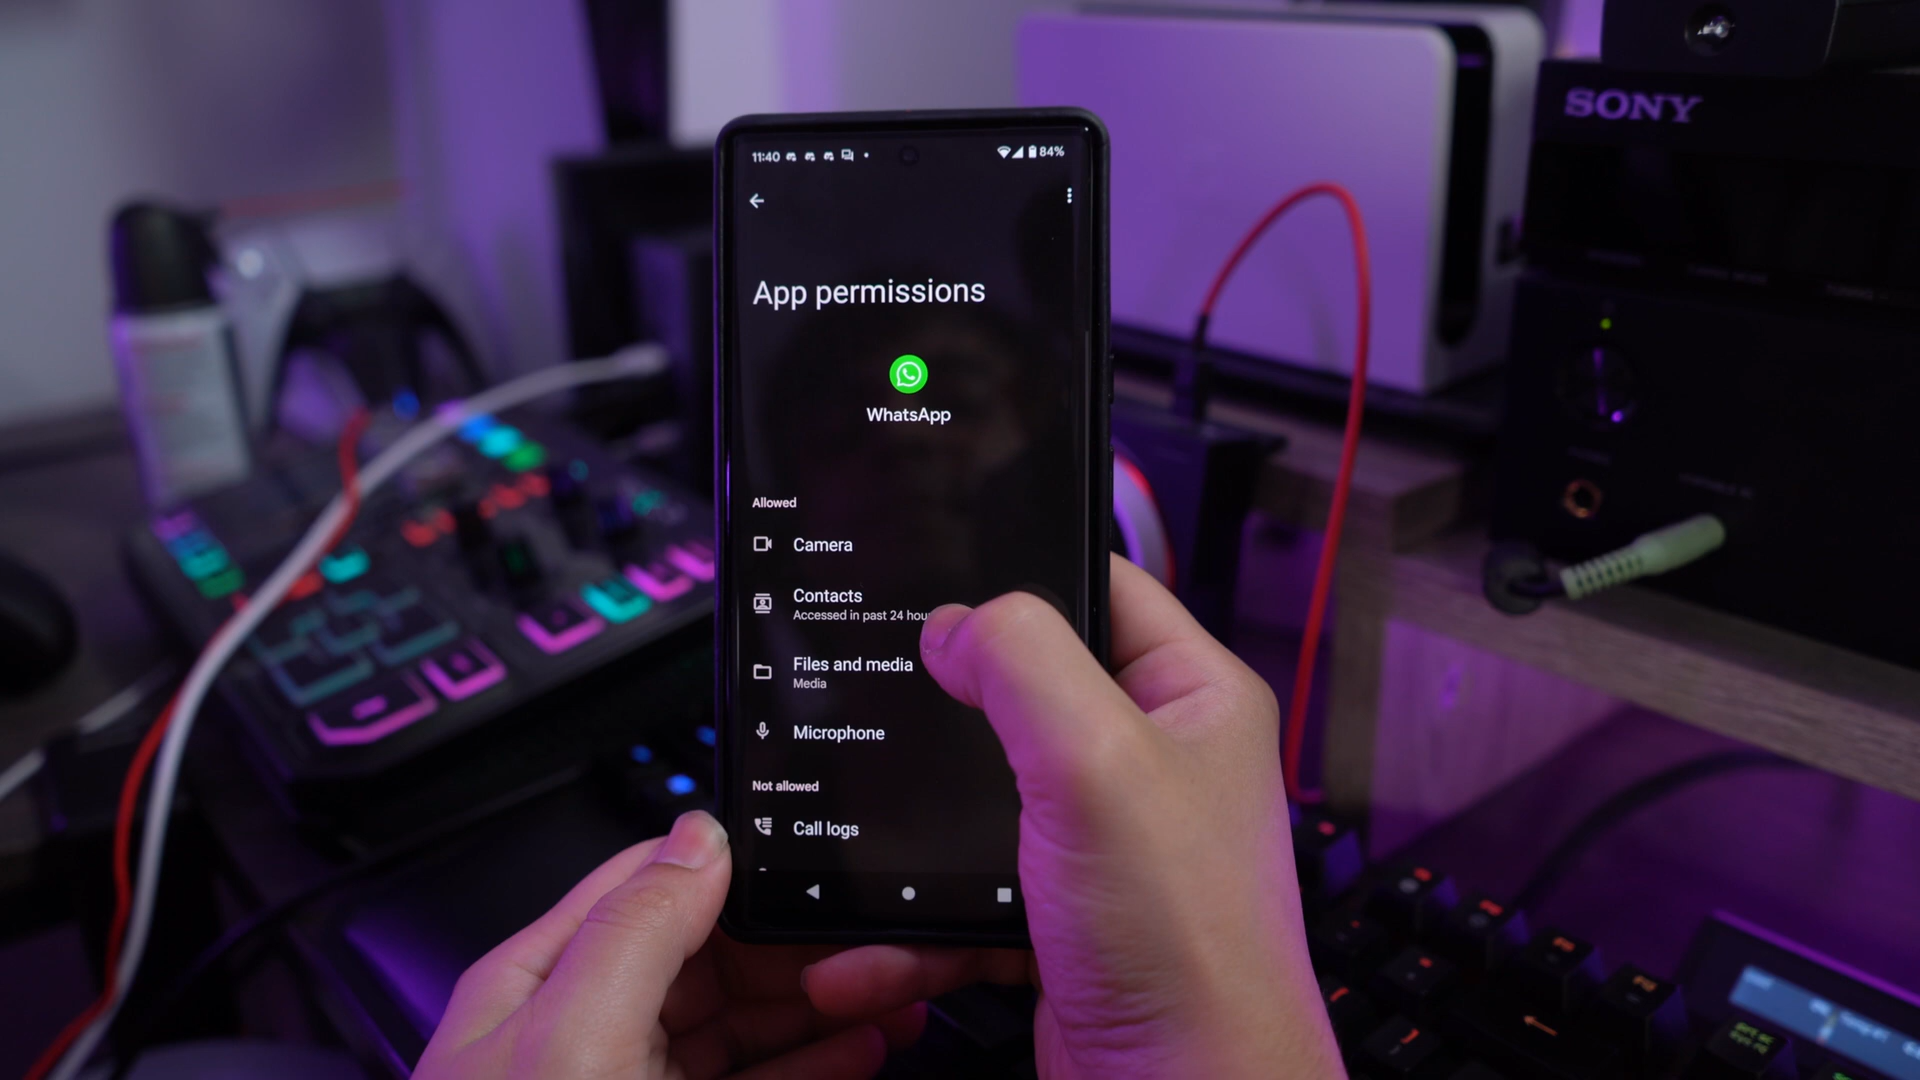 11:40
84%
App permissions
WhatsApp
Allowed
Camera
Contacts
Accessed in past 24 hou
Files and media
Media
Microphone
Not allowed
Call logs
SONY